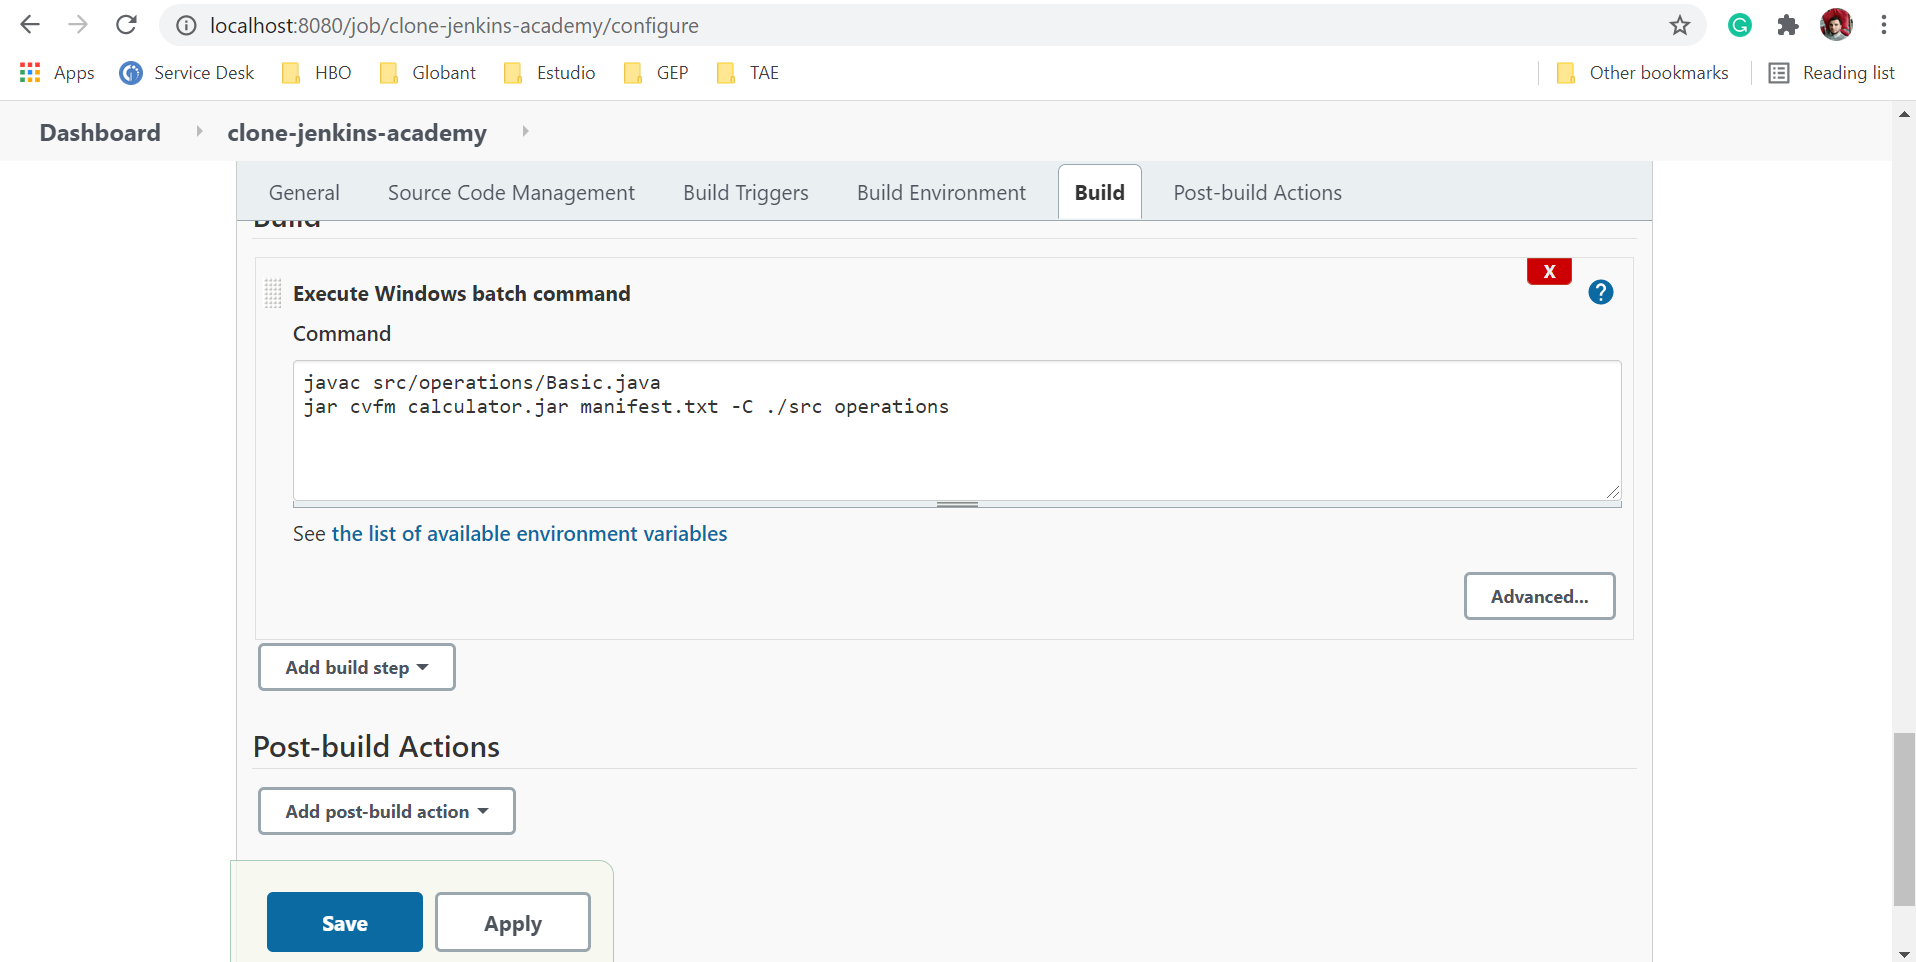 localhost:8080/job/clone-jenkins-academy/configure
Apps Service Desk HBO Globant Estudio GEP TAE Other bookmarks Reading list
Dashboard clone-jenkins-academy
General Source Code Management Build Triggers Build Environment Build Post-build Actions
Build
X
Execute Windows batch command ?
Command
javac src/operations/Basic.java
jar cvfm calculator.jar manifest.txt -C ./src operations
See the list of available environment variables
Advanced...
Add build step
Post-build Actions
Add post-build action
Save Apply